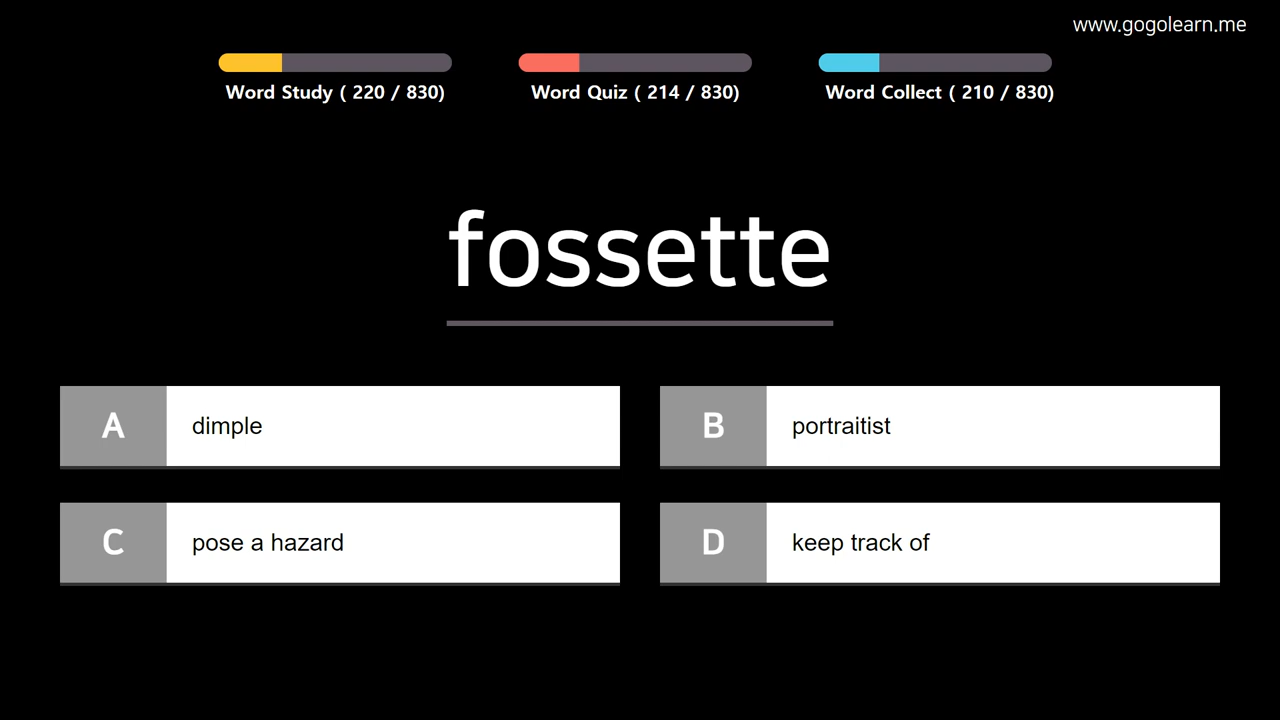 www.gogolearn.me
Word Study ( 220 / 830)
Word Quiz ( 214 / 830)
Word Collect ( 210 / 830)
fossette
A dimple
B portraitist
C pose a hazard
D keep track of